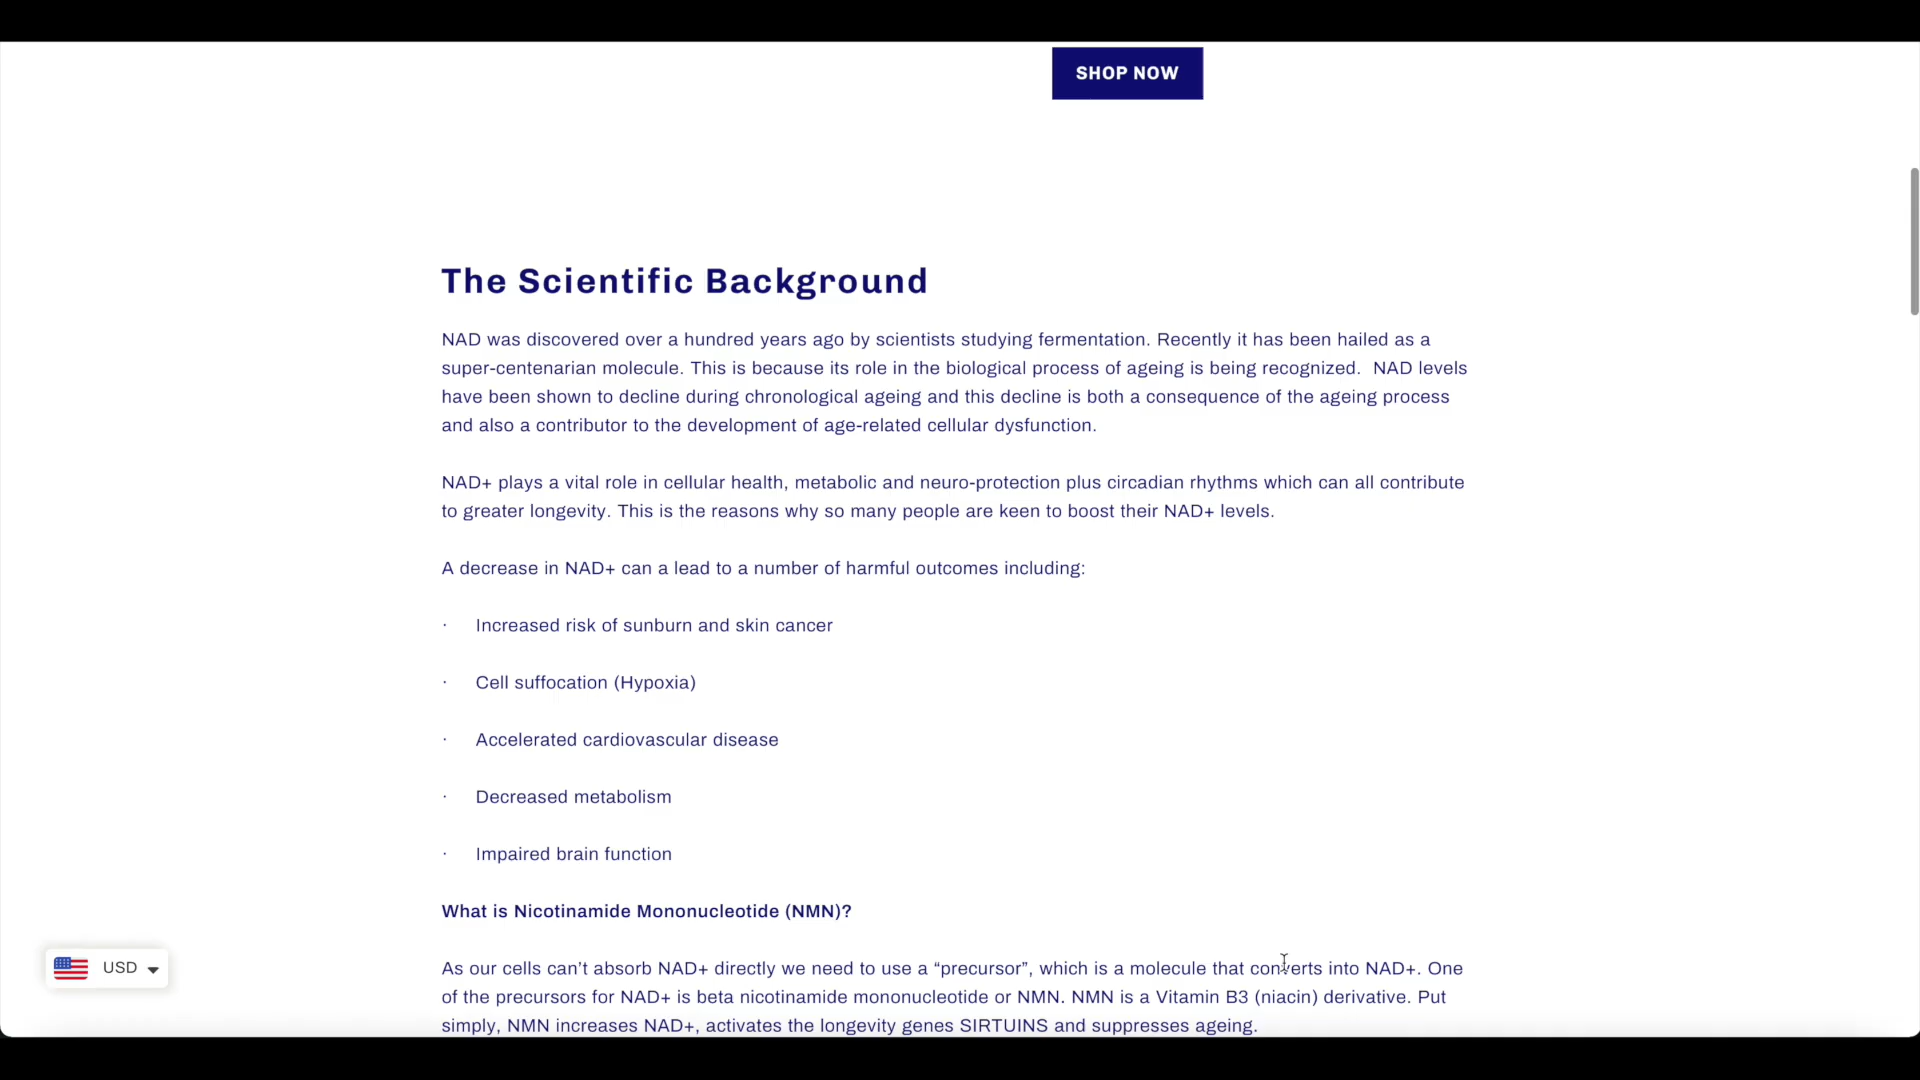 SHOP NOW
The Scientific Background
NAD was discovered over a hundred years ago by scientists studying fermentation. Recently it has been hailed as a
super-centenarian molecule. This is because its role in the biological process of ageing is being recognized.  NAD levels
have been shown to decline during chronological ageing and this decline is both a consequence of the ageing process
and also a contributor to the development of age-related cellular dysfunction.
NAD+ plays a vital role in cellular health, metabolic and neuro-protection plus circadian rhythms which can all contribute
to greater longevity. This is the reasons why so many people are keen to boost their NAD+ levels.
A decrease in NAD+ can a lead to a number of harmful outcomes including:
· Increased risk of sunburn and skin cancer
· Cell suffocation (Hypoxia)
· Accelerated cardiovascular disease
· Decreased metabolism
· Impaired brain function
What is Nicotinamide Mononucleotide (NMN)?
As our cells can’t absorb NAD+ directly we need to use a “precursor”, which is a molecule that converts into NAD+. One
of the precursors for NAD+ is beta nicotinamide mononucleotide or NMN. NMN is a Vitamin B3 (niacin) derivative. Put
simply, NMN increases NAD+, activates the longevity genes SIRTUINS and suppresses ageing.
USD